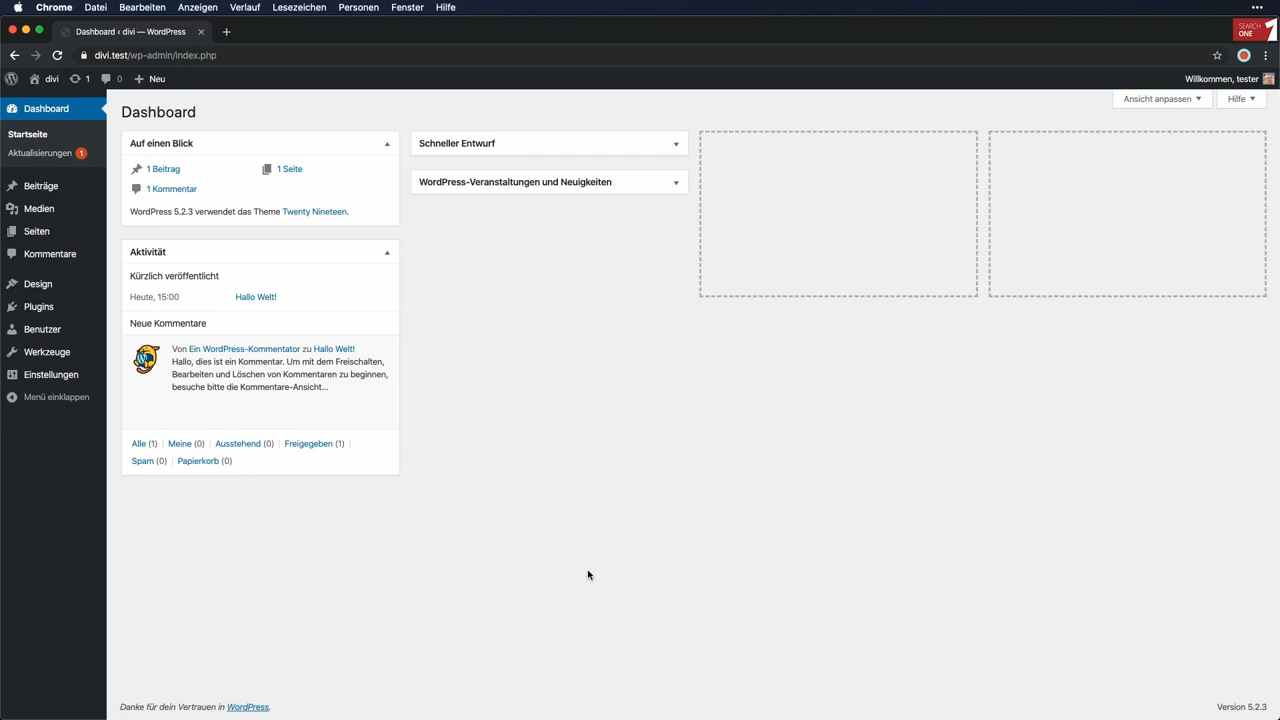 Chrome Datei Bearbeiten Anzeigen Verlauf Lesezeichen Personen Fenster Hilfe
Dashboard ‹ divi — WordPress
SEARCH
ONE 1
divi.test/wp-admin/index.php
divi 1 0 Neu Willkommen, tester
Dashboard
Startseite
Aktualisierungen 1
Beiträge
Medien
Seiten
Kommentare
Design
Plugins
Benutzer
Werkzeuge
Einstellungen
Menü einklappen
Ansicht anpassen Hilfe
Dashboard
Auf einen Blick
1 Beitrag 1 Seite
1 Kommentar
WordPress 5.2.3 verwendet das Theme Twenty Nineteen.
Aktivität
Kürzlich veröffentlicht
Heute, 15:00 Hallo Welt!
Neue Kommentare
Von Ein WordPress-Kommentator zu Hallo Welt!
Hallo, dies ist ein Kommentar. Um mit dem Freischalten,
Bearbeiten und Löschen von Kommentaren zu beginnen,
besuche bitte die Kommentare-Ansicht…
Alle (1) | Meine (0) | Ausstehend (0) | Freigegeben (1) |
Spam (0) | Papierkorb (0)
Schneller Entwurf
WordPress-Veranstaltungen und Neuigkeiten
Danke für dein Vertrauen in WordPress.
Version 5.2.3